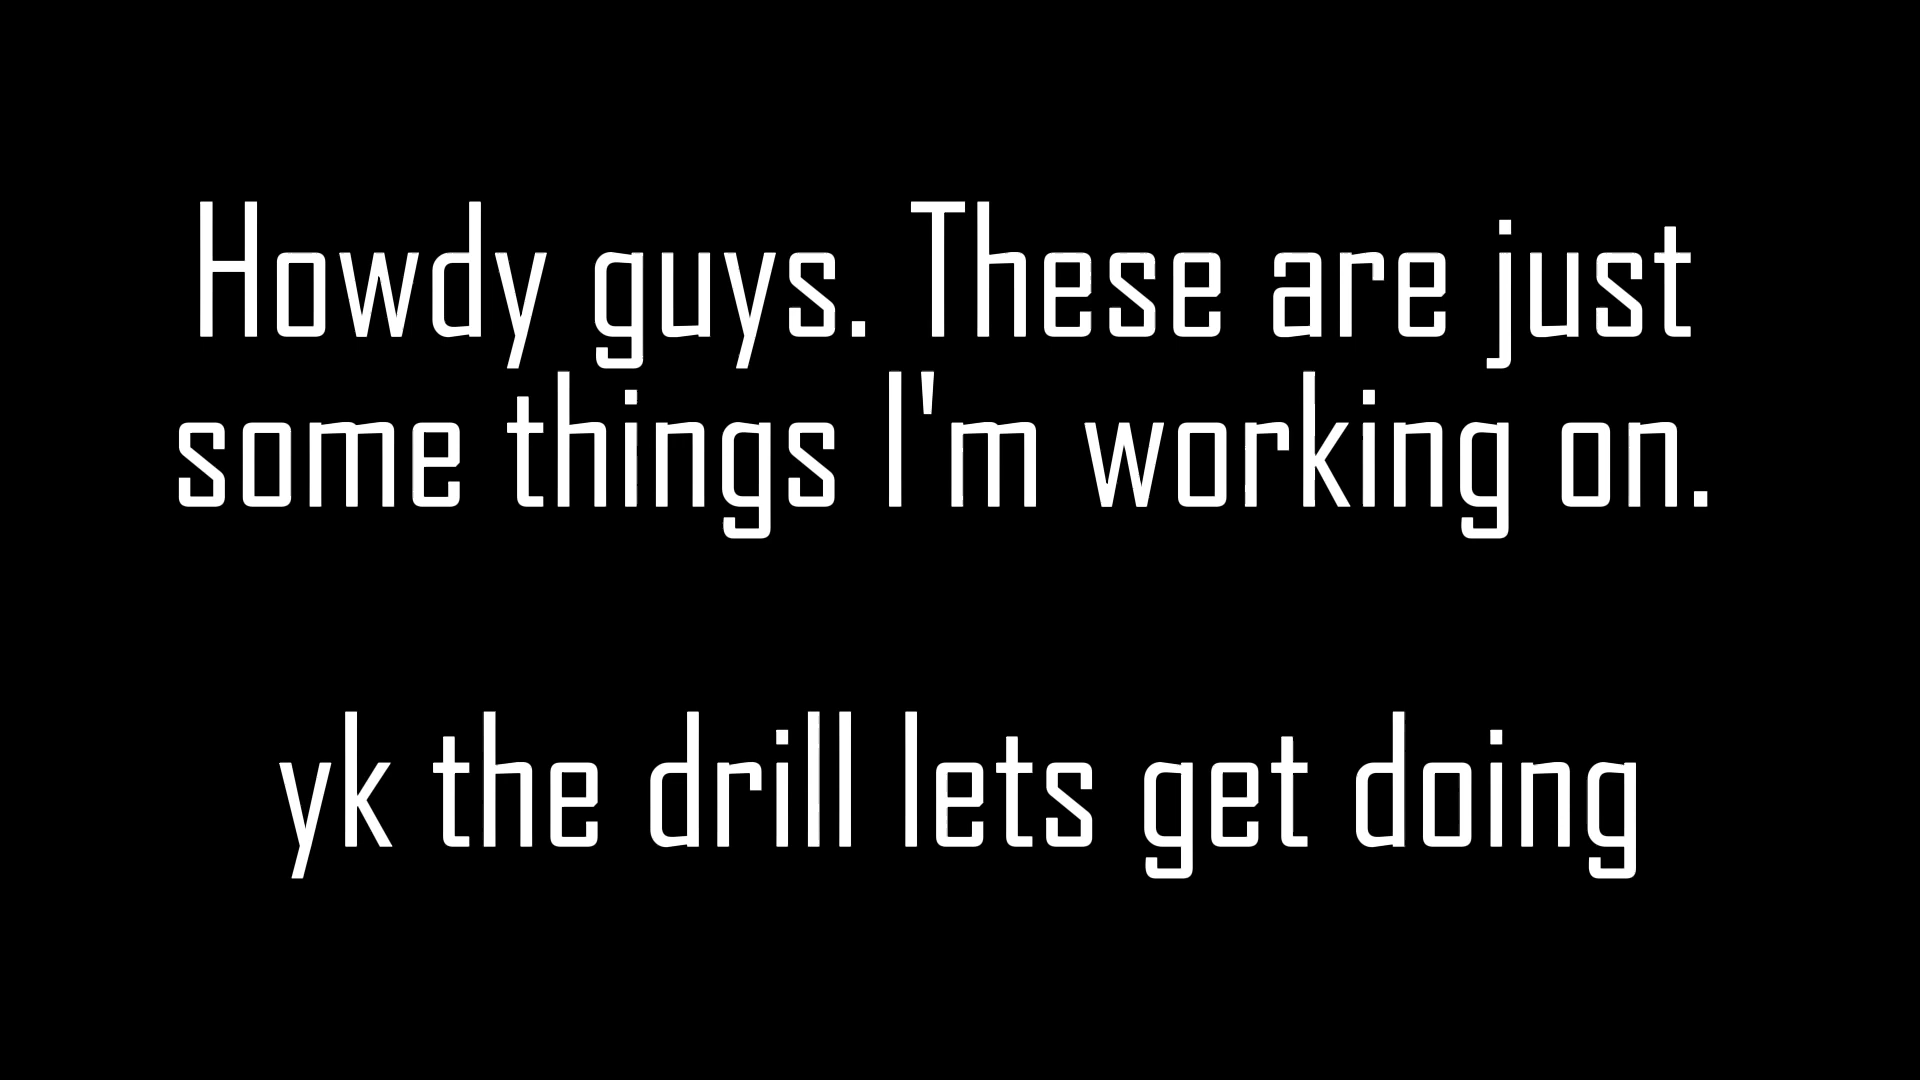 Howdy guys. These are just
some things I'm working on.
yk the drill lets get doing